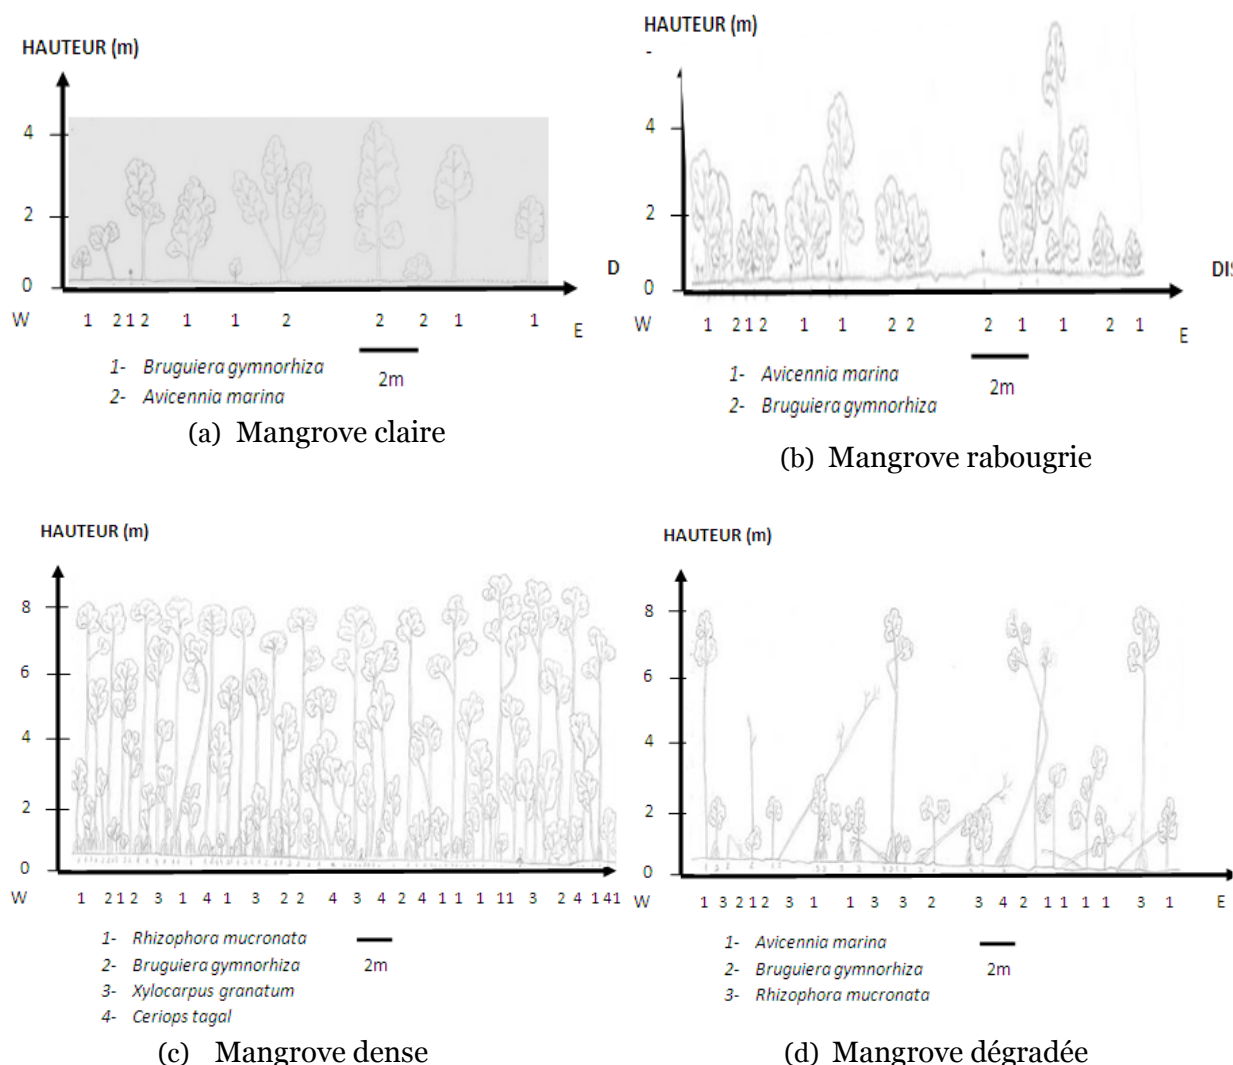 HAUTEUR (m)
4
2
0
D
W 1 2 1 2 1 1 2 2 2 1 1 E
1- Bruguiera gymnorhiza
2- Avicennia marina
2m
(a) Mangrove claire
HAUTEUR (m)
4
2
0
DIS
W 1 2 1 2 1 1 2 2 2 1 1 2 1 E
1- Avicennia marina
2- Bruguiera gymnorhiza
2m
(b) Mangrove rabougrie
HAUTEUR (m)
8
6
4
2
0
W 1 2 1 2 3 1 4 1 3 2 2 4 3 4 2 4 1 1 1 11 3 2 4 1 41
1- Rhizophora mucronata
2- Bruguiera gymnorhiza
3- Xylocarpus granatum
4- Ceriops tagal
2m
(c) Mangrove dense
HAUTEUR (m)
8
6
4
2
0
W 1 3 2 1 2 3 1 1 3 3 2 3 4 2 1 1 1 1 3 1 E
1- Avicennia marina
2- Bruguiera gymnorhiza
3- Rhizophora mucronata
2m
(d) Mangrove dégradée